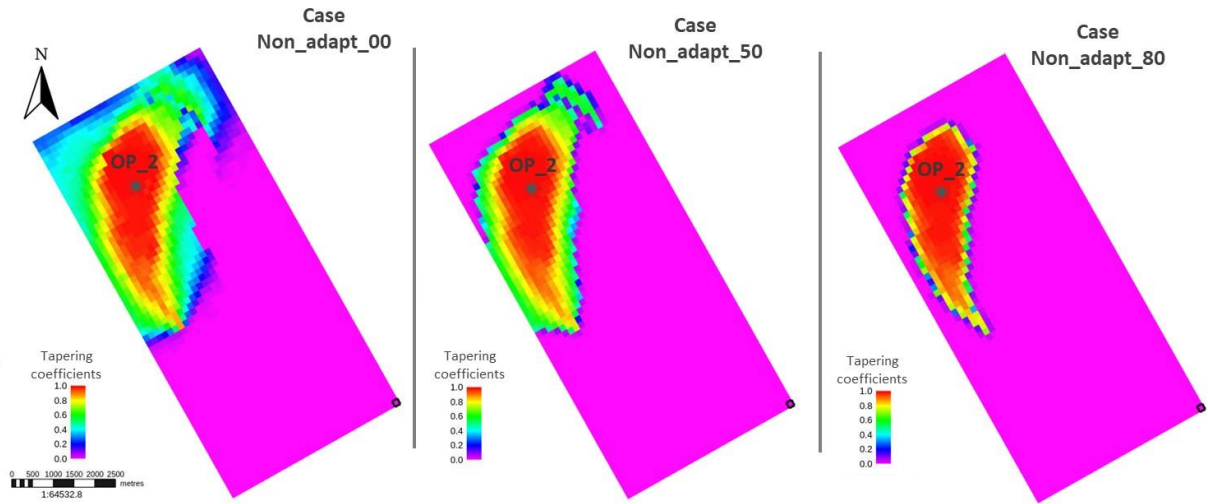 Case
Non_adapt_00
N
OP_2
Tapering
coefficients
1.0
0.8
0.6
0.4
0.2
0.0
0 500 1000 1500 2000 2500
metres
1:64532.8
Case
Non_adapt_50
OP_2
Tapering
coefficients
1.0
0.8
0.6
0.4
0.2
0.0
Case
Non_adapt_80
OP_2
Tapering
coefficients
1.0
0.8
0.6
0.4
0.2
0.0